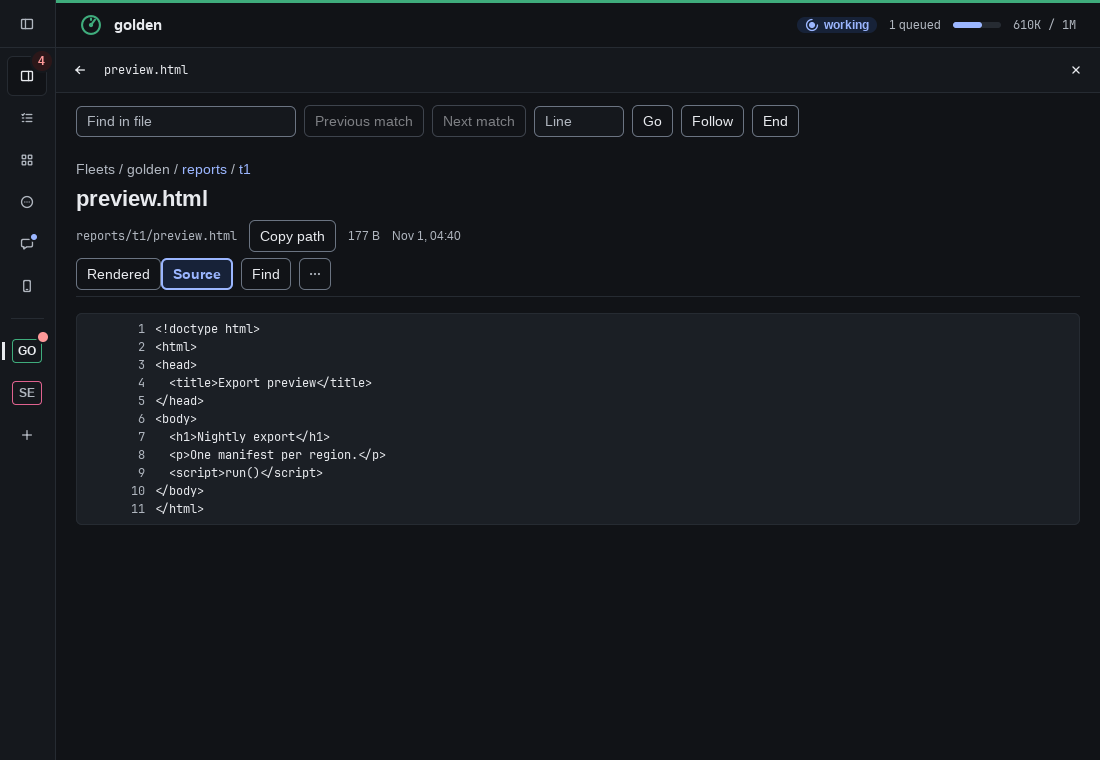 golden
working
1 queued
610K / 1M
4
preview.html
Find in file
Previous match
Next match
Line
Go
Follow
End
Fleets / golden / reports / t1
preview.html
reports/t1/preview.html
Copy path
177 B
Nov 1, 04:40
Rendered
Source
Find
GO
SE
1 <!doctype html>
2 <html>
3 <head>
4   <title>Export preview</title>
5 </head>
6 <body>
7   <h1>Nightly export</h1>
8   <p>One manifest per region.</p>
9   <script>run()</script>
10 </body>
11 </html>